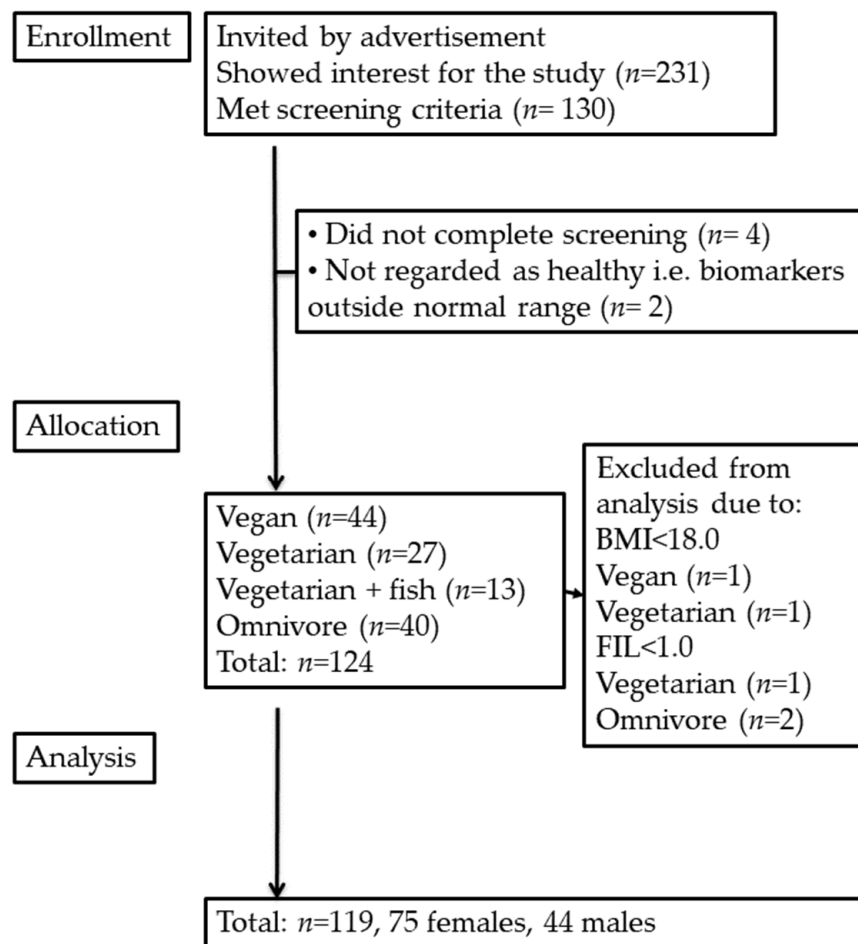 Enrollment
Invited by advertisement
Showed interest for the study (n=231)
Met screening criteria (n= 130)
• Did not complete screening (n= 4)
• Not regarded as healthy i.e. biomarkers
outside normal range (n= 2)
Allocation
Vegan (n=44)
Vegetarian (n=27)
Vegetarian + fish (n=13)
Omnivore (n=40)
Total: n=124
Excluded from
analysis due to:
BMI<18.0
Vegan (n=1)
Vegetarian (n=1)
FIL<1.0
Vegetarian (n=1)
Omnivore (n=2)
Analysis
Total: n=119, 75 females, 44 males